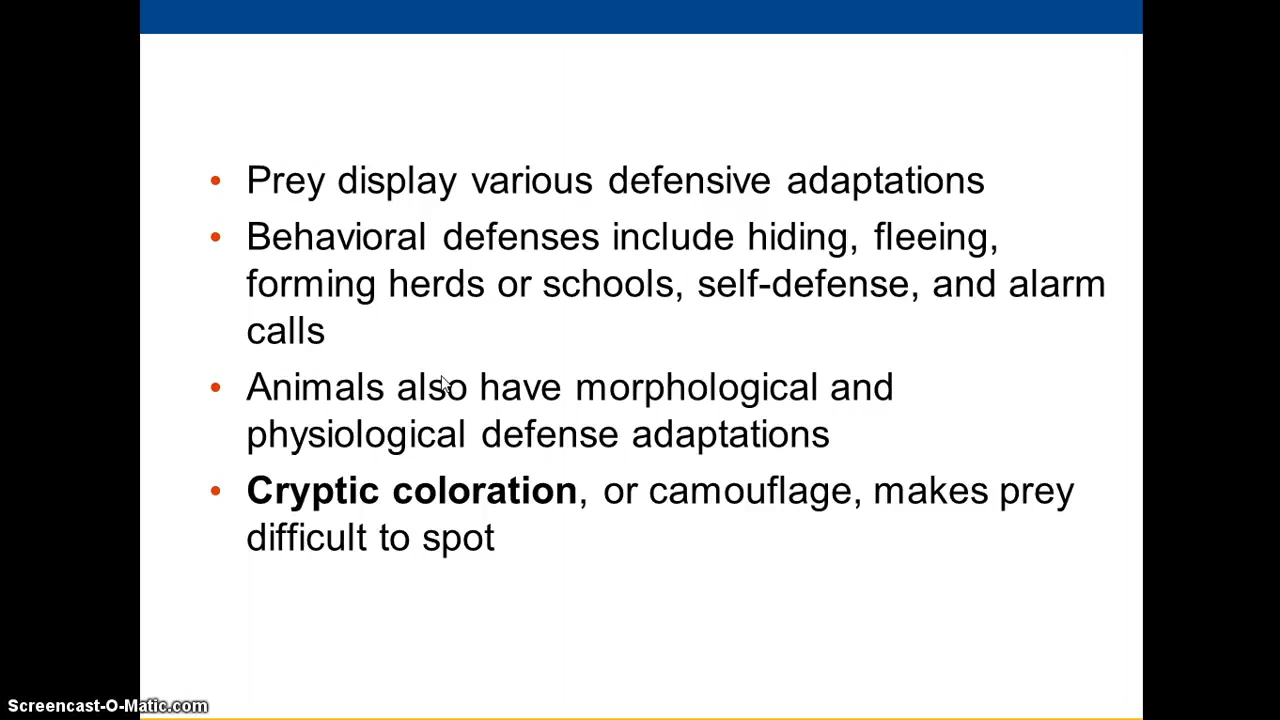 • Prey display various defensive adaptations
• Behavioral defenses include hiding, fleeing,
forming herds or schools, self-defense, and alarm
calls
• Animals also have morphological and
physiological defense adaptations
• Cryptic coloration, or camouflage, makes prey
difficult to spot
Screencast-O-Matic.com